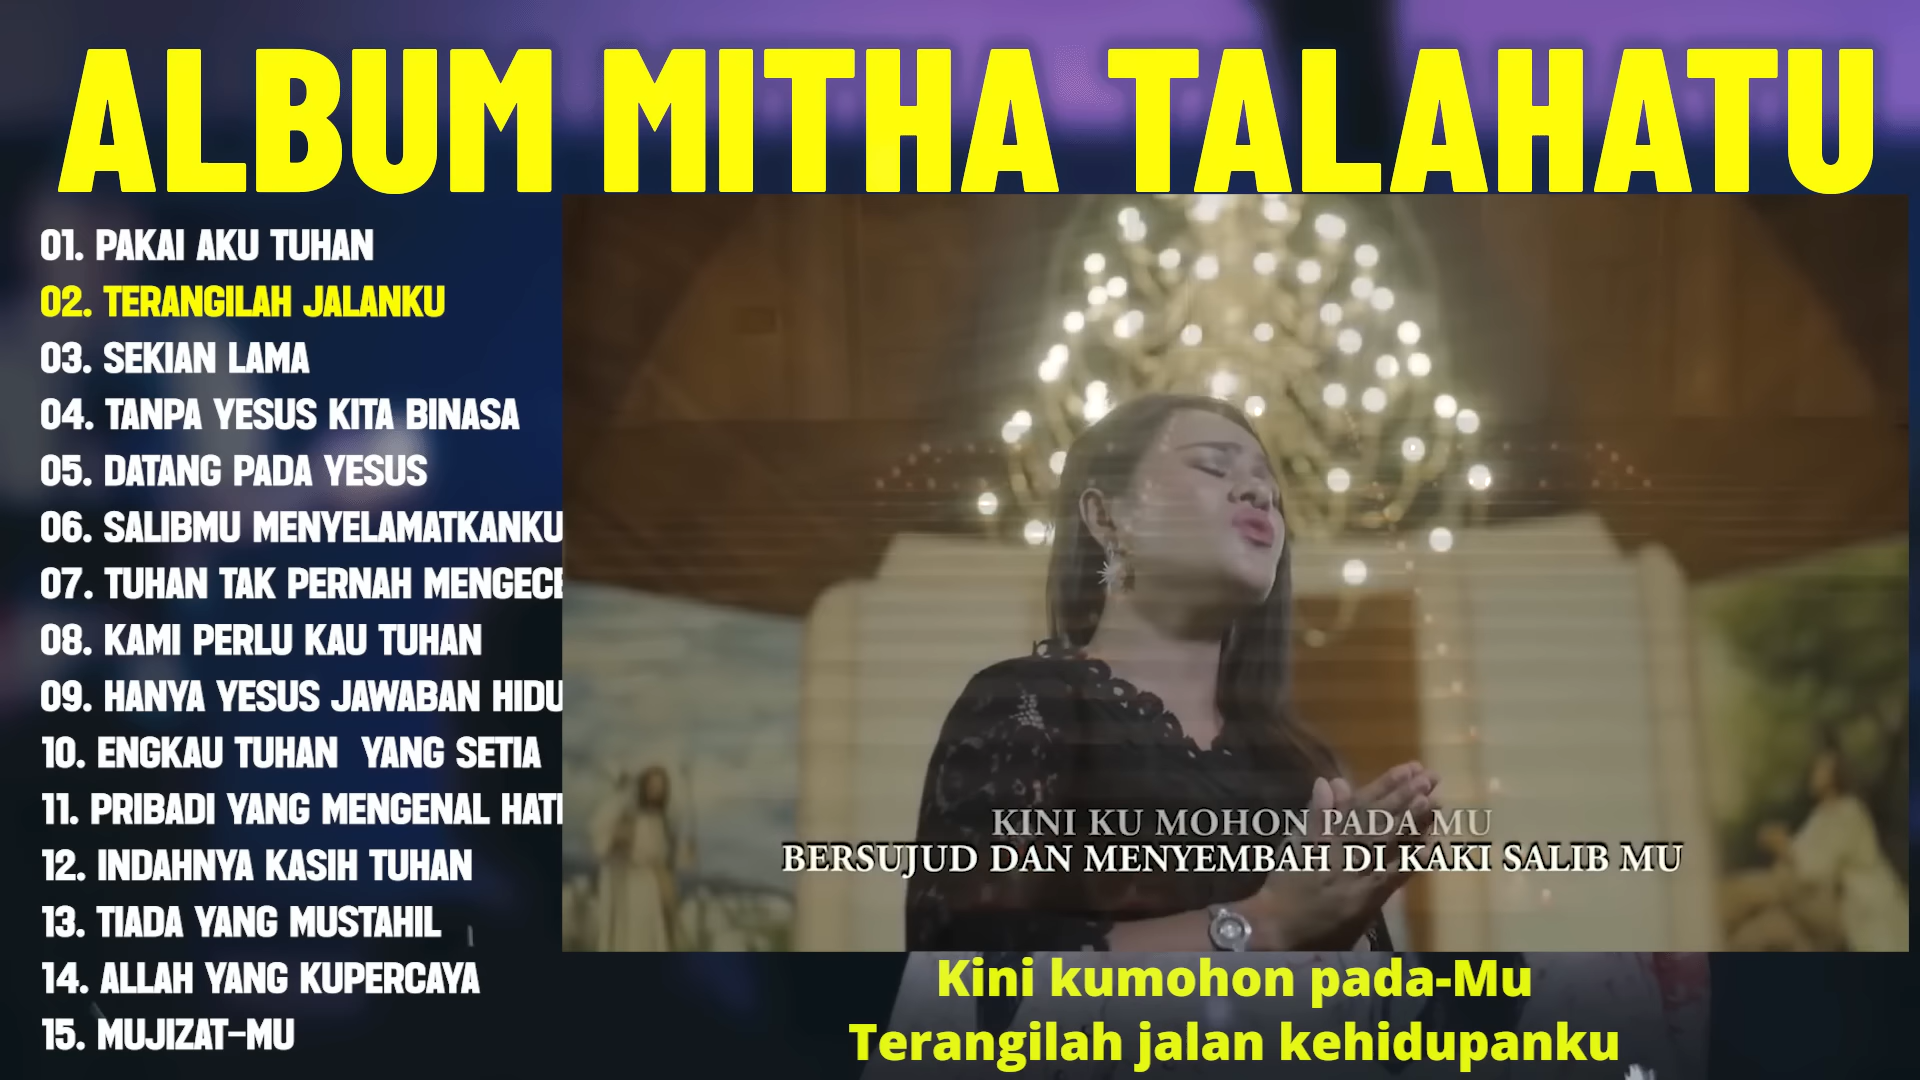 ALBUM MITHA TALAHATU
01. PAKAI AKU TUHAN
02. TERANGILAH JALANKU
03. SEKIAN LAMA
04. TANPA YESUS KITA BINASA
05. DATANG PADA YESUS
06. SALIBMU MENYELAMATKANKU
07. TUHAN TAK PERNAH
08. KAMI PERLU KAU TUHAN
09. HANYA YESUS JAWABAN
10. ENGKAU TUHAN YANG SETIA
11. PRIBADI YANG MENGENAL HATI
12. INDAHNYA KASIH TUHAN
13. TIADA YANG MUSTAHIL
14. ALLAH YANG KUPERCAYA
15. MUJIZAT-MU
KINI KU MOHON PADA MU
BERSUJUD DAN MENYEMBAH DI KAKI SALIB MU
Kini kumohon pada-Mu
Terangilah jalan kehidupanku